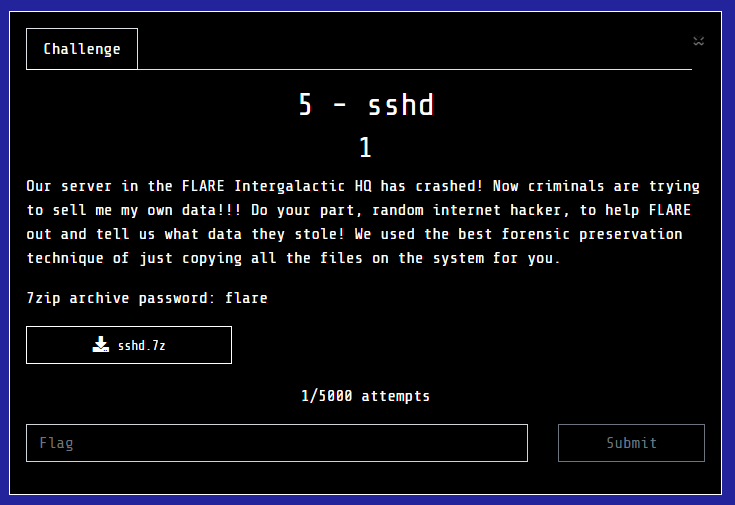 Challenge
5 - sshd
1
Our server in the FLARE Intergalactic HQ has crashed! Now criminals are trying
to sell me my own data!!! Do your part, random internet hacker, to help FLARE
out and tell us what data they stole! We used the best forensic preservation
technique of just copying all the files on the system for you.
7zip archive password: flare
sshd.7z
1/5000 attempts
Flag
Submit